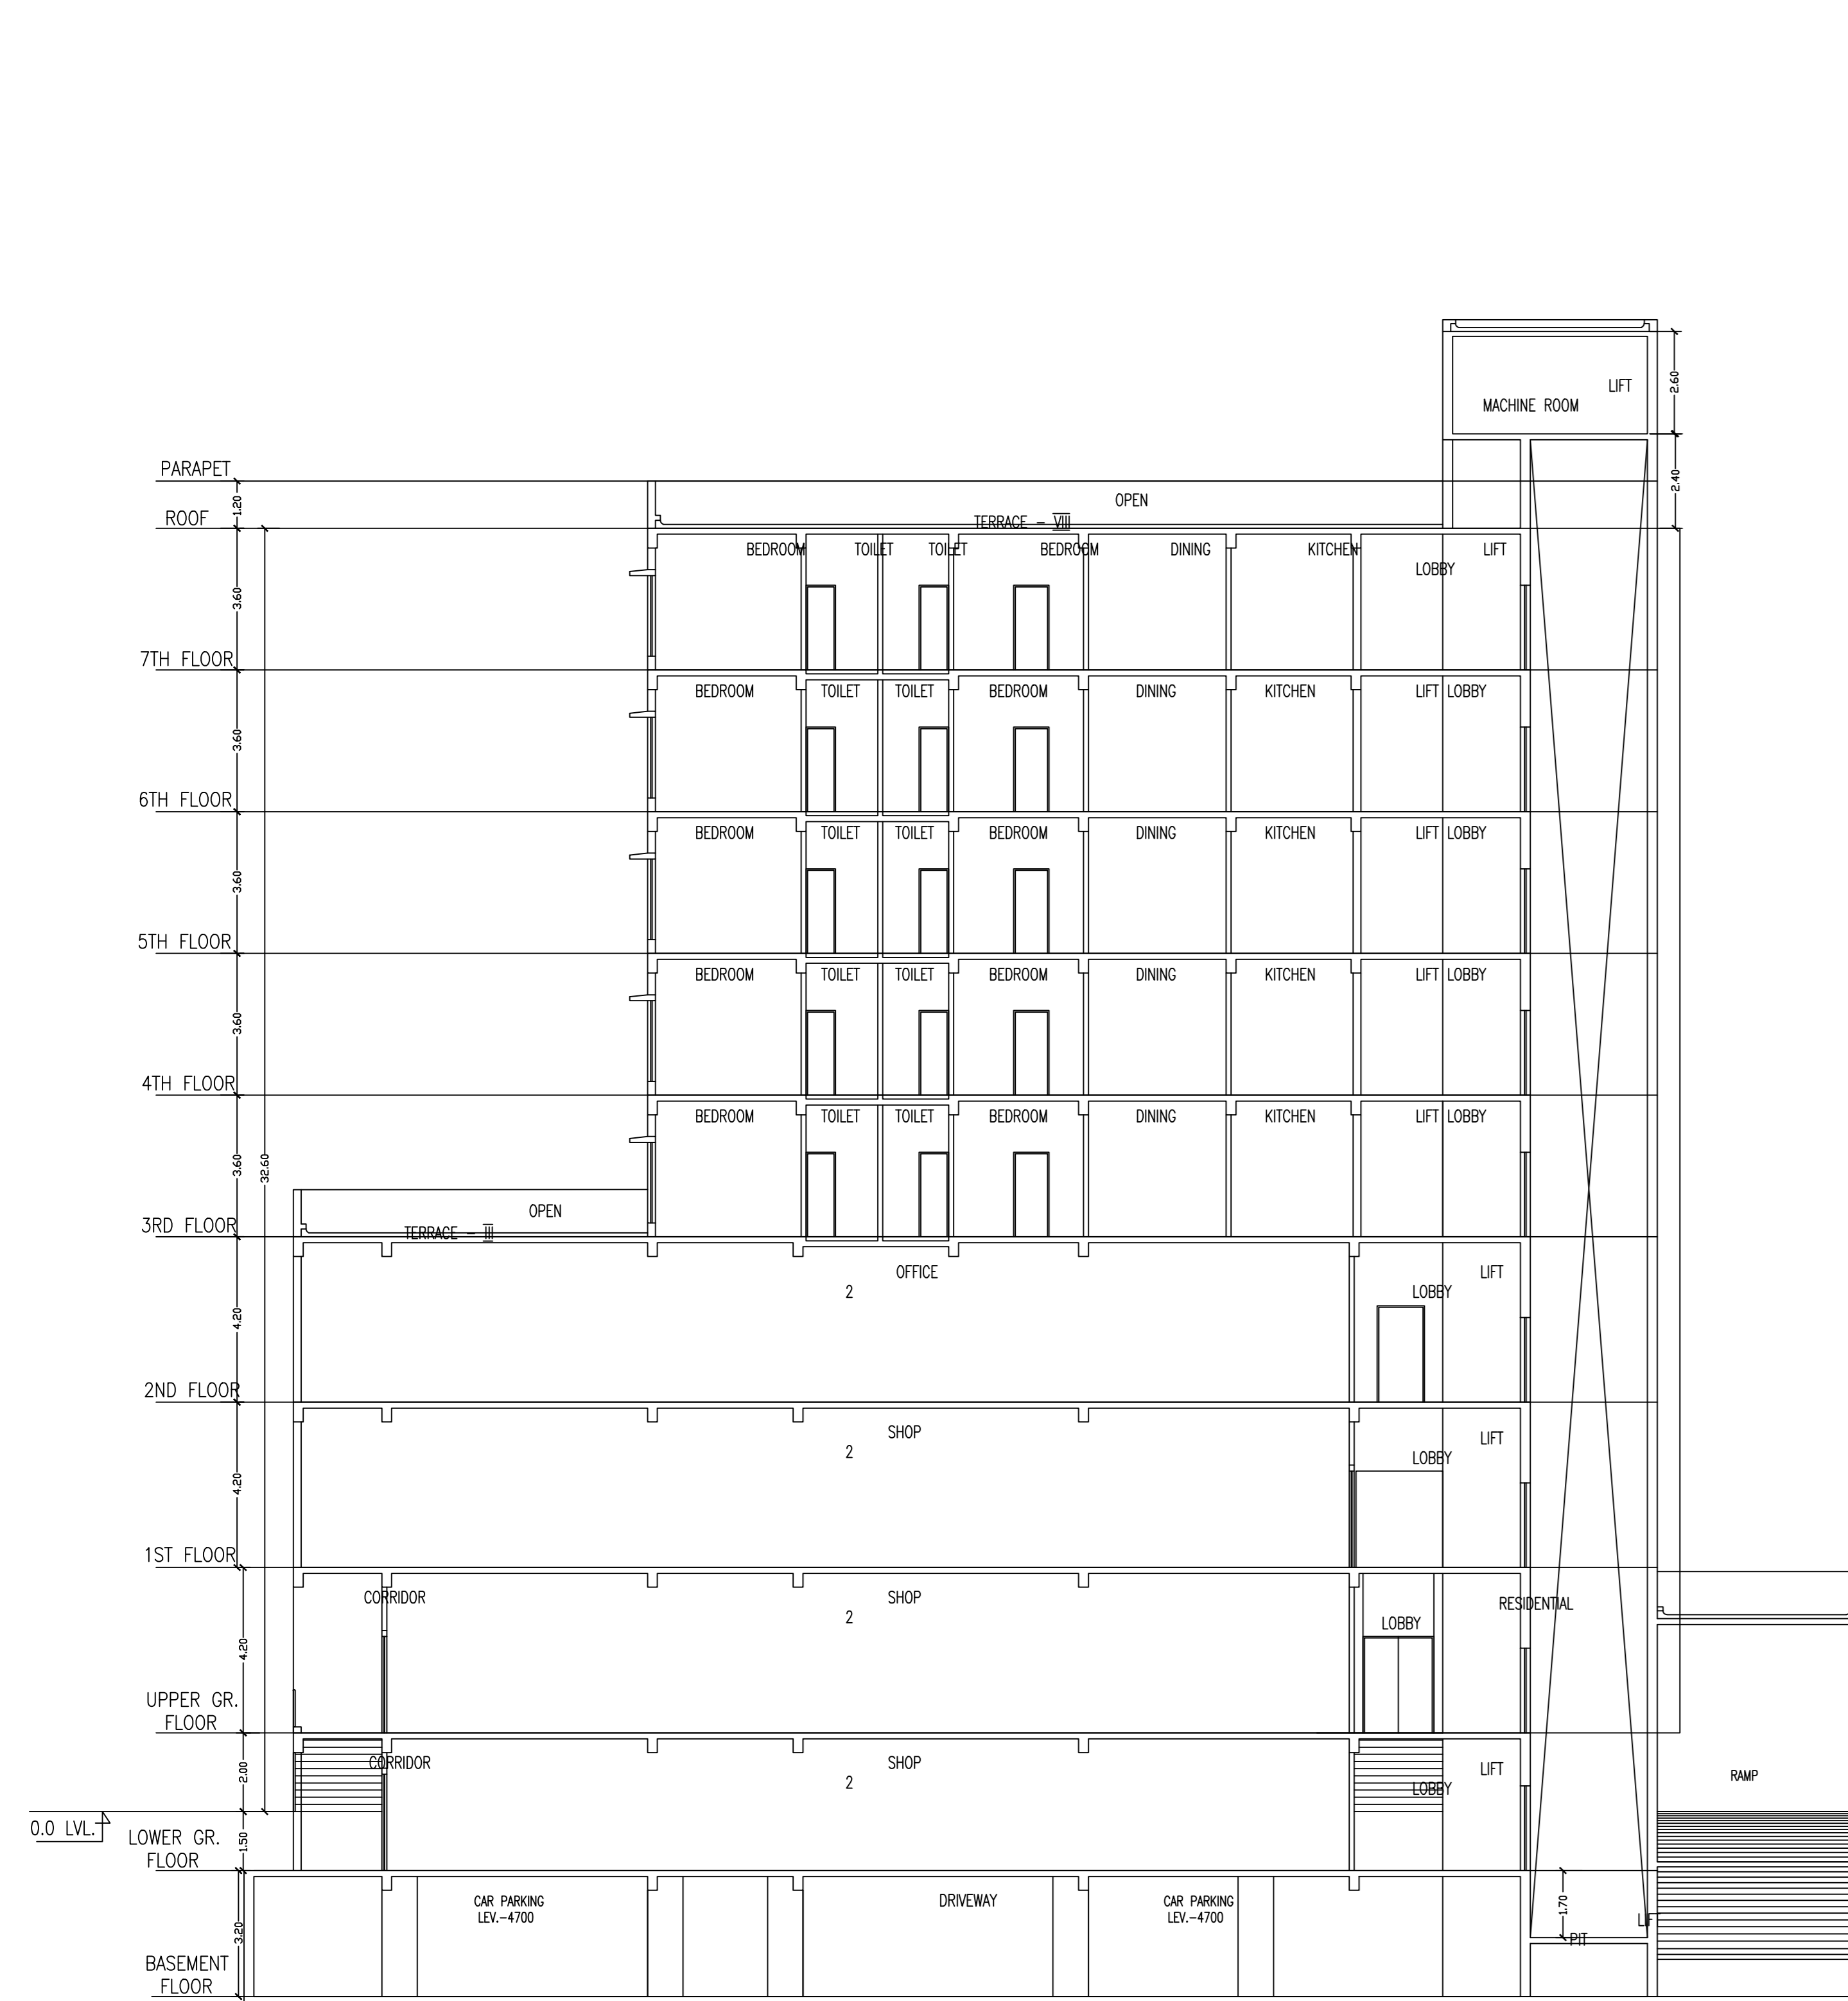 LIFT
MACHINE ROOM
2.60
PARAPET
2.40
1.20
OPEN
ROOF
TERRACE - VIII
BEDROOM TOILET TOILET BEDROOM DINING KITCHEN LIFT
LOBBY
3.60
7TH FLOOR
BEDROOM TOILET TOILET BEDROOM DINING KITCHEN LIFT LOBBY
3.60
6TH FLOOR
BEDROOM TOILET TOILET BEDROOM DINING KITCHEN LIFT LOBBY
3.60
5TH FLOOR
BEDROOM TOILET TOILET BEDROOM DINING KITCHEN LIFT LOBBY
3.60
4TH FLOOR
BEDROOM TOILET TOILET BEDROOM DINING KITCHEN LIFT LOBBY
3.60
32.60
OPEN
3RD FLOOR
TERRACE - III
OFFICE LIFT
2 LOBBY
4.20
2ND FLOOR
SHOP LIFT
2 LOBBY
4.20
1ST FLOOR
CORRIDOR SHOP RESIDENTIAL
2 LOBBY
4.20
UPPER GR.
FLOOR
CORRIDOR SHOP LIFT
2 LOBBY
2.00
RAMP
0.0 LVL.
LOWER GR.
FLOOR
1.50
CAR PARKING DRIVEWAY CAR PARKING
LEV.-4700 LEV.-4700
1.70
LIF
PIT
3.20
BASEMENT
FLOOR